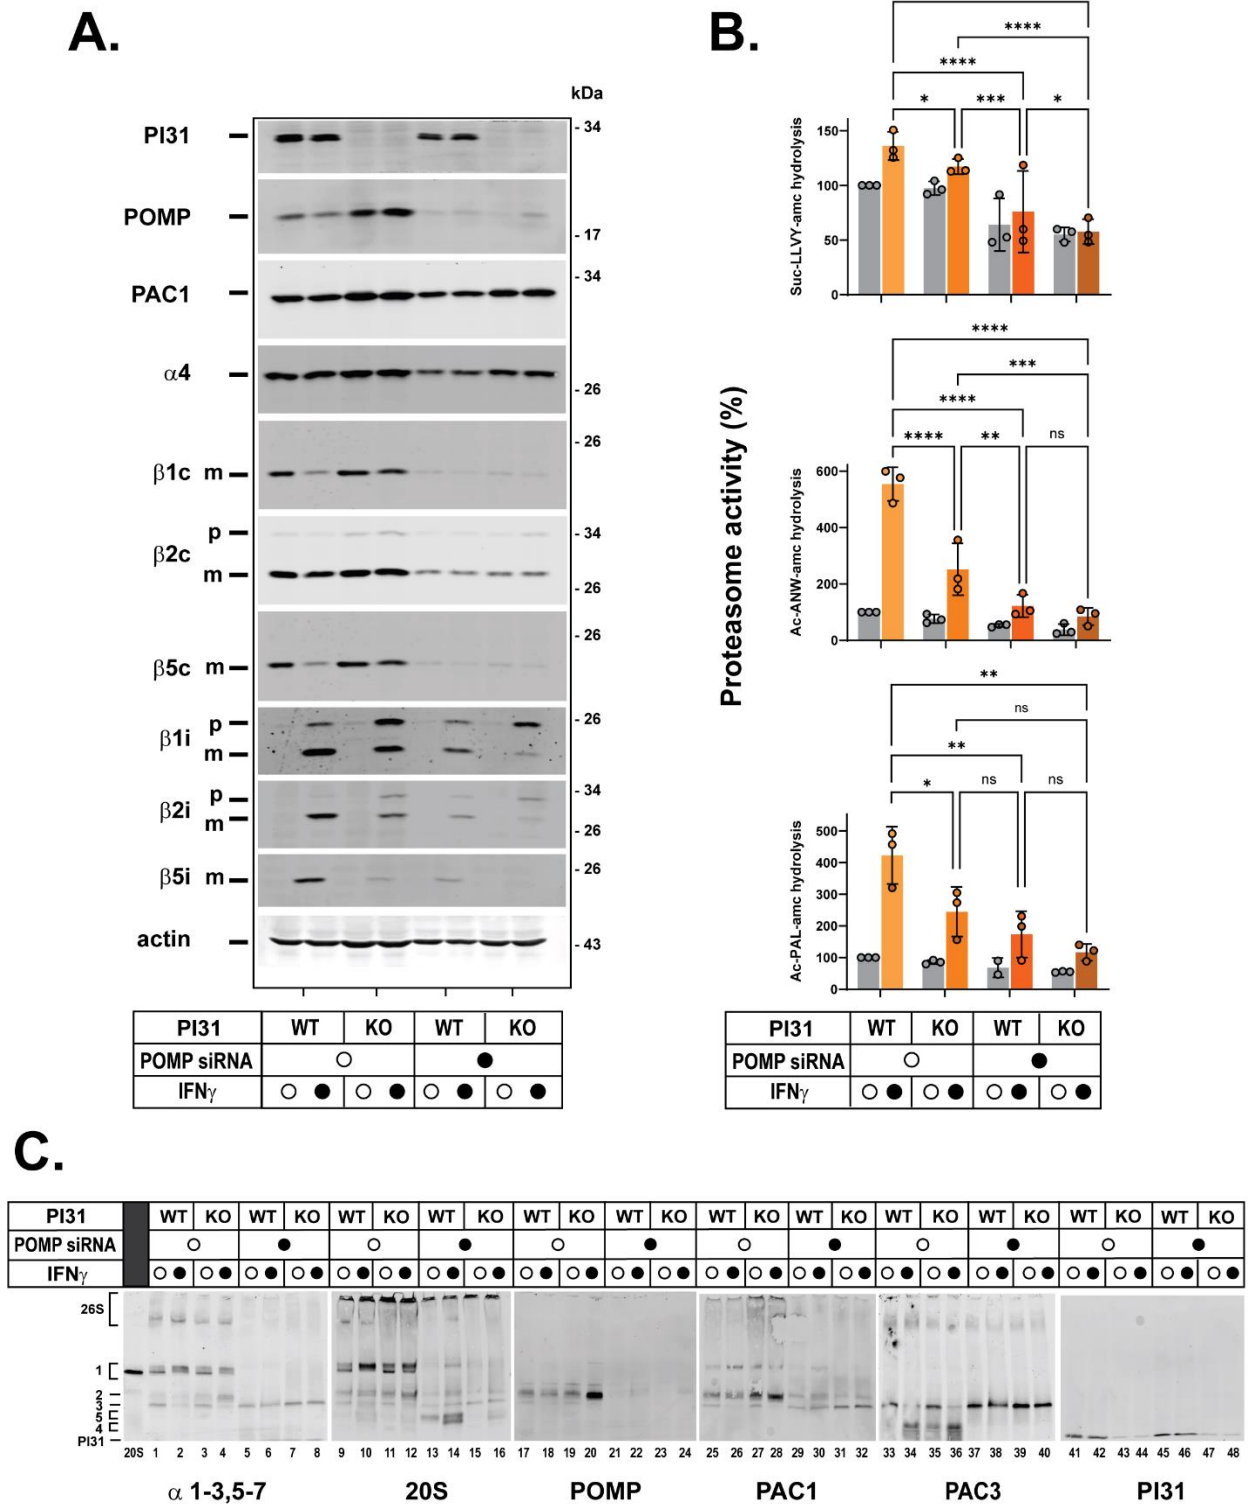 A.
kDa
PI31
- 34
POMP
- 17
PAC1
- 34
α4
- 26
β1c m
- 26
β2c p
m
- 34
- 26
β5c m
- 26
β1i p
m
- 26
β2i p
m
- 34
- 26
β5i m
- 26
actin
- 43
PI31 WT KO WT KO
POMP siRNA
IFNγ
B.
Proteasome activity (%)
****
****
* *** *
Suc-LLVY-amc hydrolysis
150
100
50
0
****
***
****
**** ** ns
Ac-ANW-amc hydrolysis
600
400
200
0
**
ns
**
* ns ns
Ac-PAL-amc hydrolysis
500
400
300
200
100
0
PI31 WT KO WT KO
POMP siRNA
IFNγ
C.
PI31 WT KO WT KO WT KO WT KO WT KO WT KO WT KO WT KO WT KO WT KO WT KO WT KO
POMP siRNA
IFNγ
26S
1
2
3
5
4
PI31
20S 1 2 3 4 5 6 7 8 9 10 11 12 13 14 15 16 17 18 19 20 21 22 23 24 25 26 27 28 29 30 31 32 33 34 35 36 37 38 39 40 41 42 43 44 45 46 47 48
α 1-3,5-7 20S POMP PAC1 PAC3 PI31